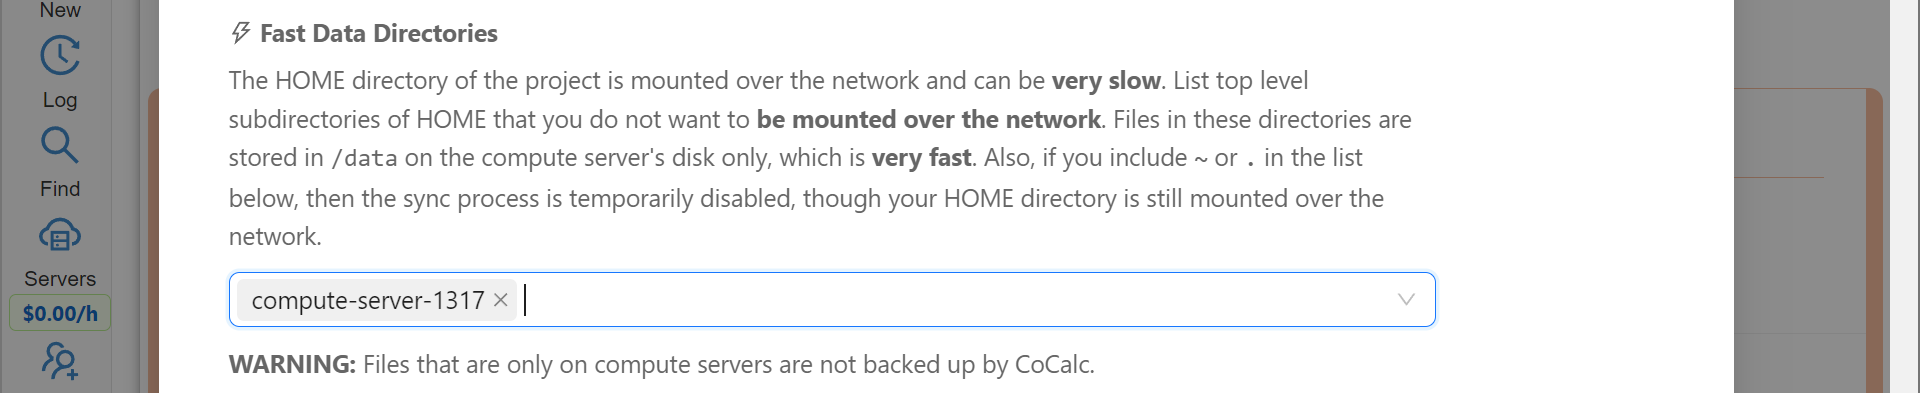 New
Log
Find
Servers
$0.00/h
Fast Data Directories
The HOME directory of the project is mounted over the network and can be very slow. List top level
subdirectories of HOME that you do not want to be mounted over the network. Files in these directories are
stored in /data on the compute server's disk only, which is very fast. Also, if you include ~ or . in the list
below, then the sync process is temporarily disabled, though your HOME directory is still mounted over the
network.
compute-server-1317
WARNING: Files that are only on compute servers are not backed up by CoCalc.